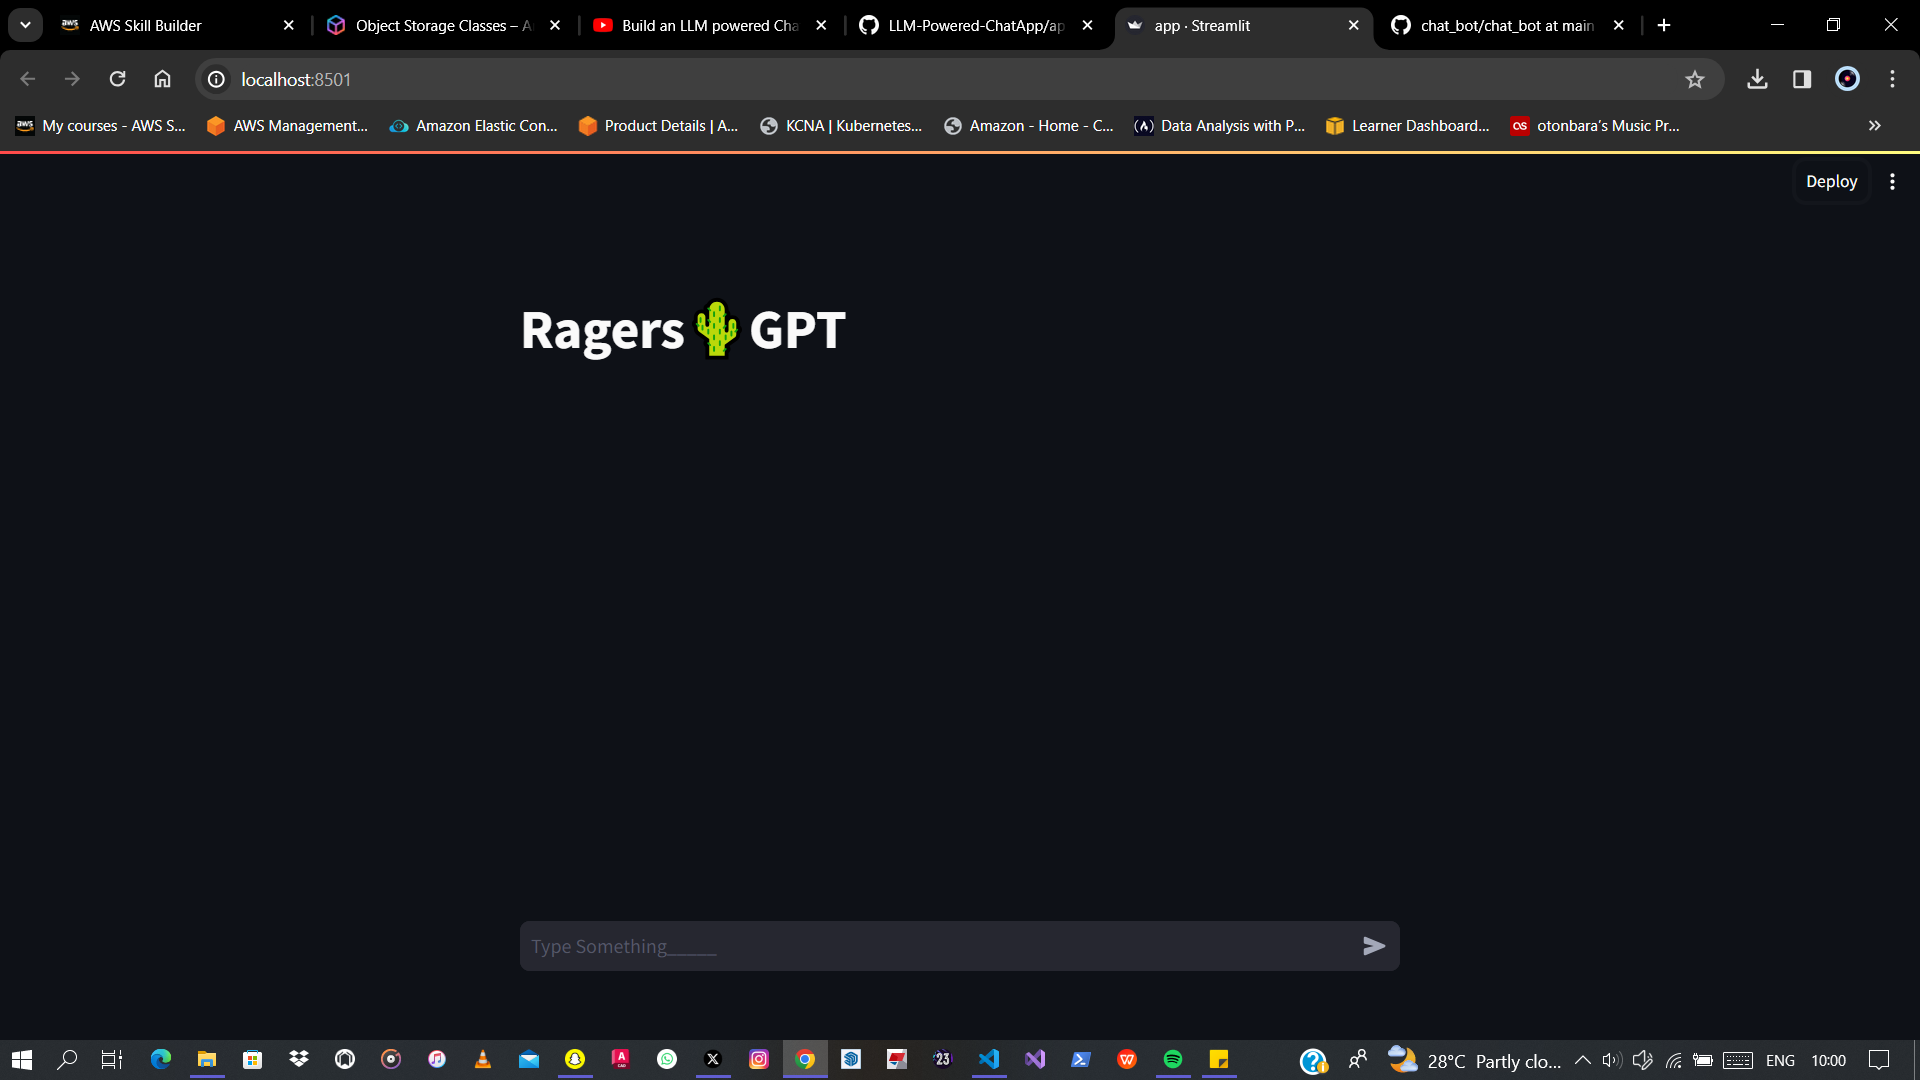 AWS Skill Builder
Object Storage Classes – A
Build an LLM powered Cha
LLM-Powered-ChatApp/ap
app · Streamlit
chat_bot/chat_bot at main
localhost:8501
aws My courses - AWS S...
AWS Management...
Amazon Elastic Con...
Product Details | A...
KCNA | Kubernetes...
Amazon - Home - C...
Data Analysis with P...
Learner Dashboard...
otonbara's Music Pr...
Deploy
Ragers🌵GPT
Type Something_____
23
28°C Partly clo...
ENG
10:00